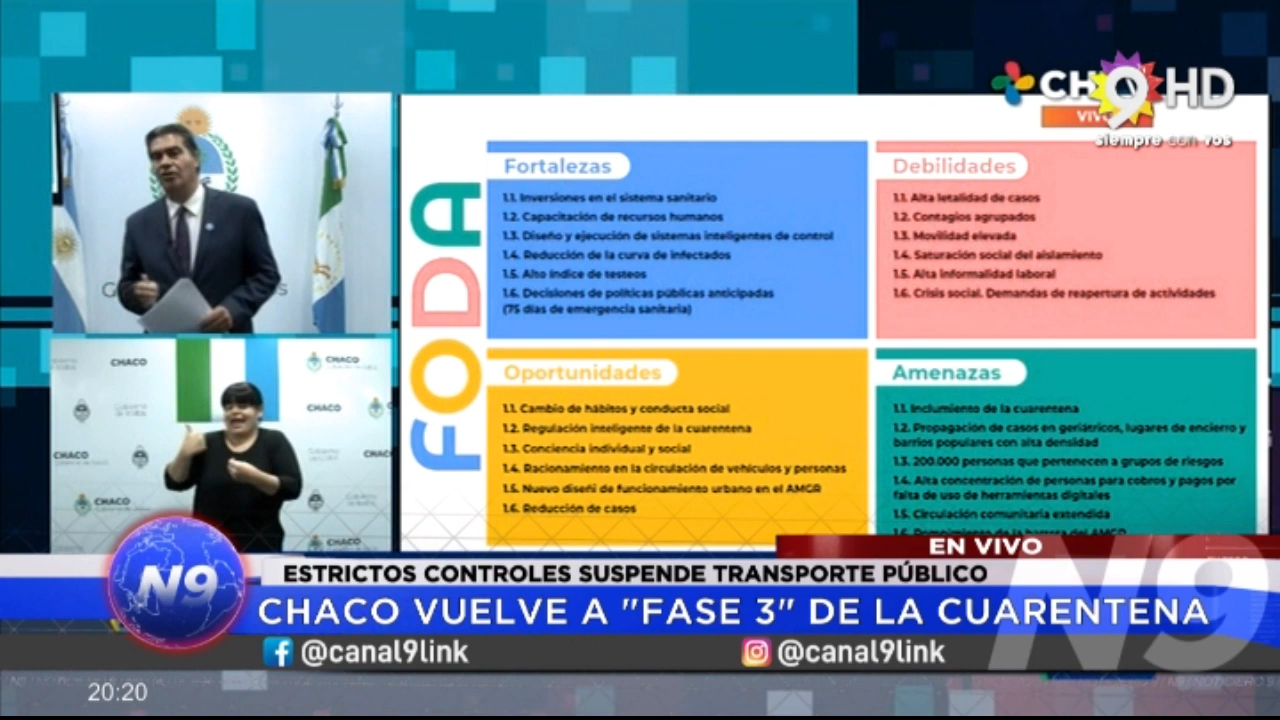 CH
9
HD
VIV
siempre con vos
FODA
Fortalezas
1.1. Inversiones en el sistema sanitario
1.2. Capacitación de recursos humanos
1.3. Diseño y ejecución de sistemas inteligentes de control
1.4. Reducción de la curva de infectados
1.5. Alto índice de testeos
1.6. Decisiones de políticas públicas anticipadas
(75 días de emergencia sanitaria)
Debilidades
1.1. Alta letalidad de casos
1.2. Contagios agrupados
1.3. Movilidad elevada
1.4. Saturación social del aislamiento
1.5. Alta informalidad laboral
1.6. Crisis social. Demandas de reapertura de actividades
Oportunidades
1.1. Cambio de hábitos y conducta social
1.2. Regulación inteligente de la cuarentena
1.3. Conciencia individual y social
1.4. Racionamiento en la circulación de vehículos y personas
1.5. Nuevo diseñi de funcionamiento urbano en el AMGR
1.6. Reducción de casos
Amenazas
1.1. Inclumiento de la cuarentena
1.2. Propagación de casos en geriátricos, lugares de encierro y
barrios populares con alta densidad
1.3. 200.000 personas que pertenecen a grupos de riesgos
1.4. Alta concentración de personas para cobros y pagos por
falta de uso de herramientas digitales
1.5. Circulación comunitaria extendida
CHACO
CHACO
CHACO
CHACO
CHACO
CHACO
CHACO
EN VIVO
N9
ESTRICTOS CONTROLES SUSPENDE TRANSPORTE PÚBLICO
CHACO VUELVE A "FASE 3" DE LA CUARENTENA
N9
@canal9link
@canal9link
20:20